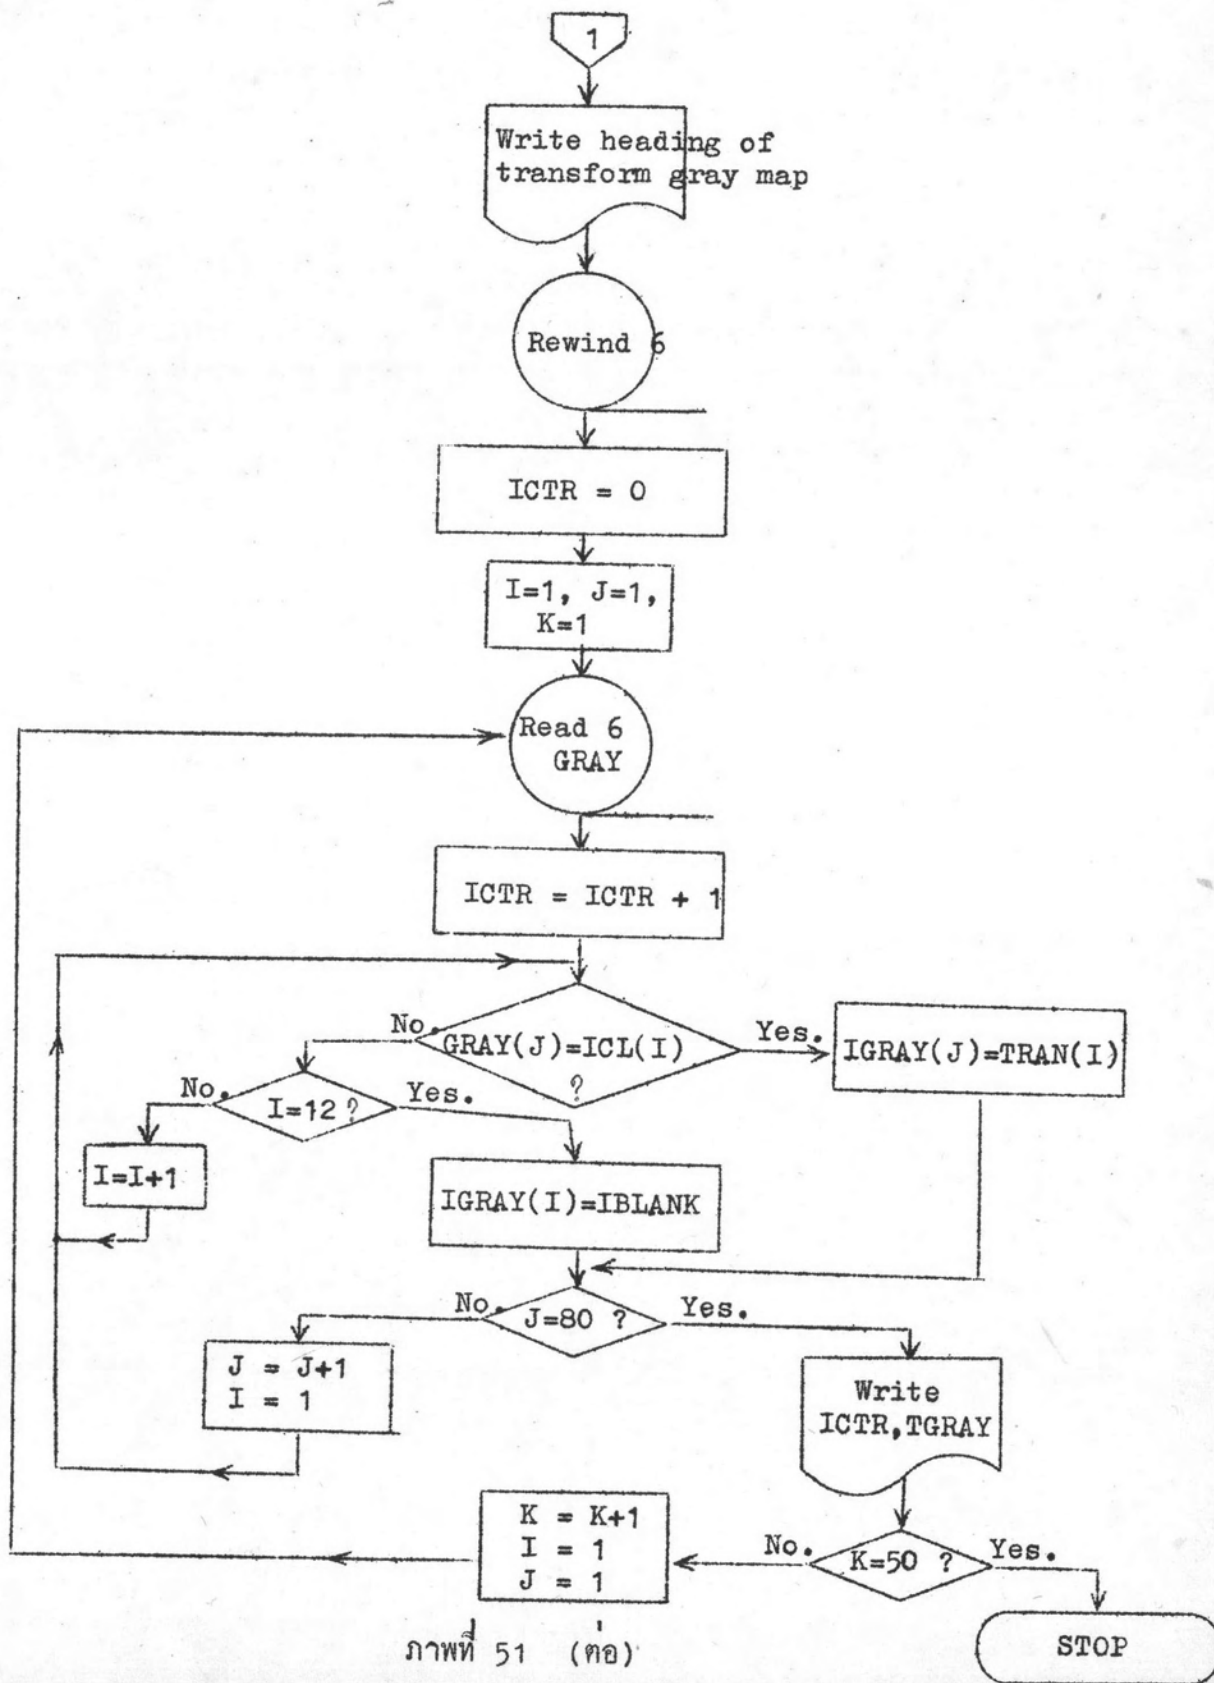 1
Write heading of
transform gray map
Rewind 6
ICTR = 0
I=1, J=1,
K=1
Read 6
GRAY
ICTR = ICTR + 1
No.
GRAY(J)=ICL(I)
?
Yes.
IGRAY(J)=TRAN(I)
No.
I=12 ?
Yes.
I=I+1
IGRAY(I)=IBLANK
No.
J=80 ?
Yes.
J = J+1
I = 1
Write
ICTR,TGRAY
K = K+1
I = 1
J = 1
No.
K=50 ?
Yes.
STOP
ภาพที่ 51 (ต่อ)